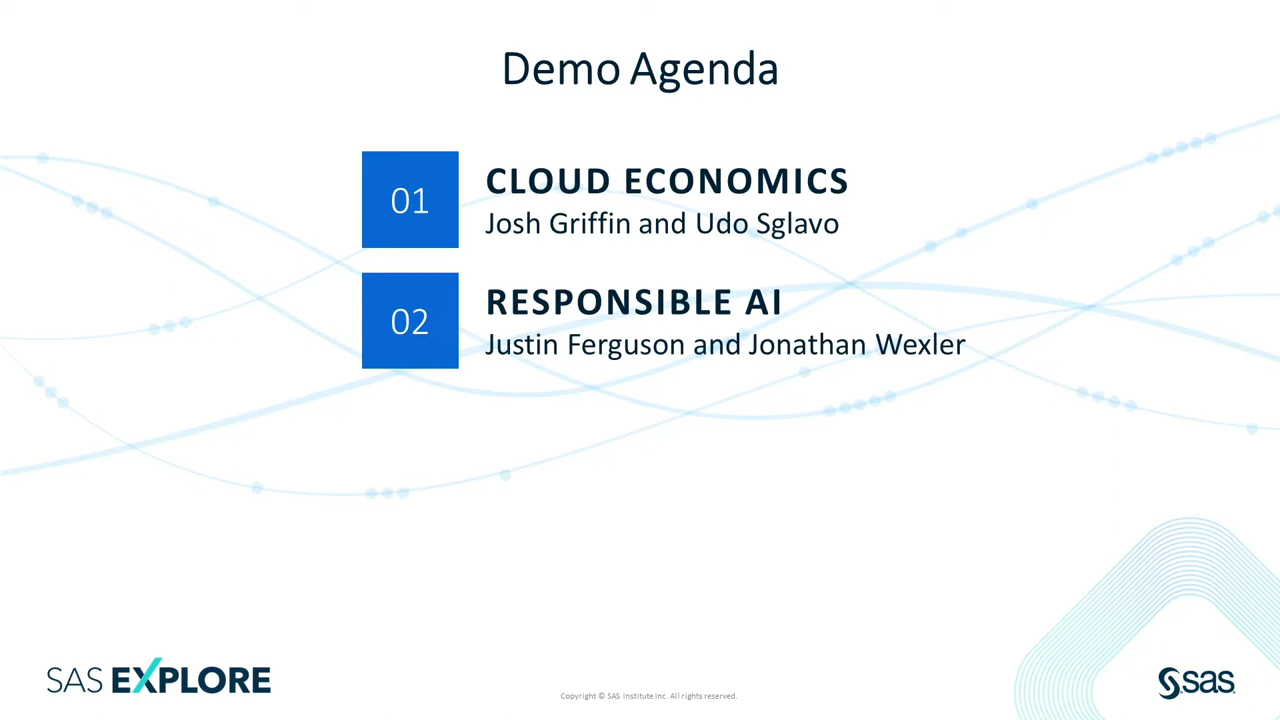 Demo Agenda
01
CLOUD ECONOMICS
Josh Griffin and Udo Sglavo
02
RESPONSIBLE AI
Justin Ferguson and Jonathan Wexler
SAS EXPLORE
Copyright © SAS Institute Inc. All rights reserved.
sas